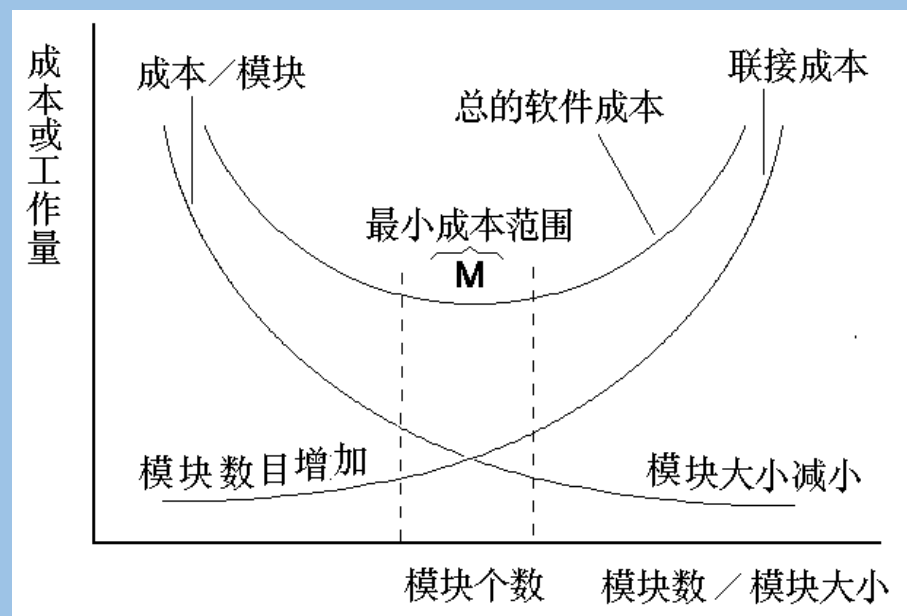 成本或工作量
成本／模块
联接成本
总的软件成本
最小成本范围
M
模块数目增加
模块大小减小
模块个数
模块数／模块大小